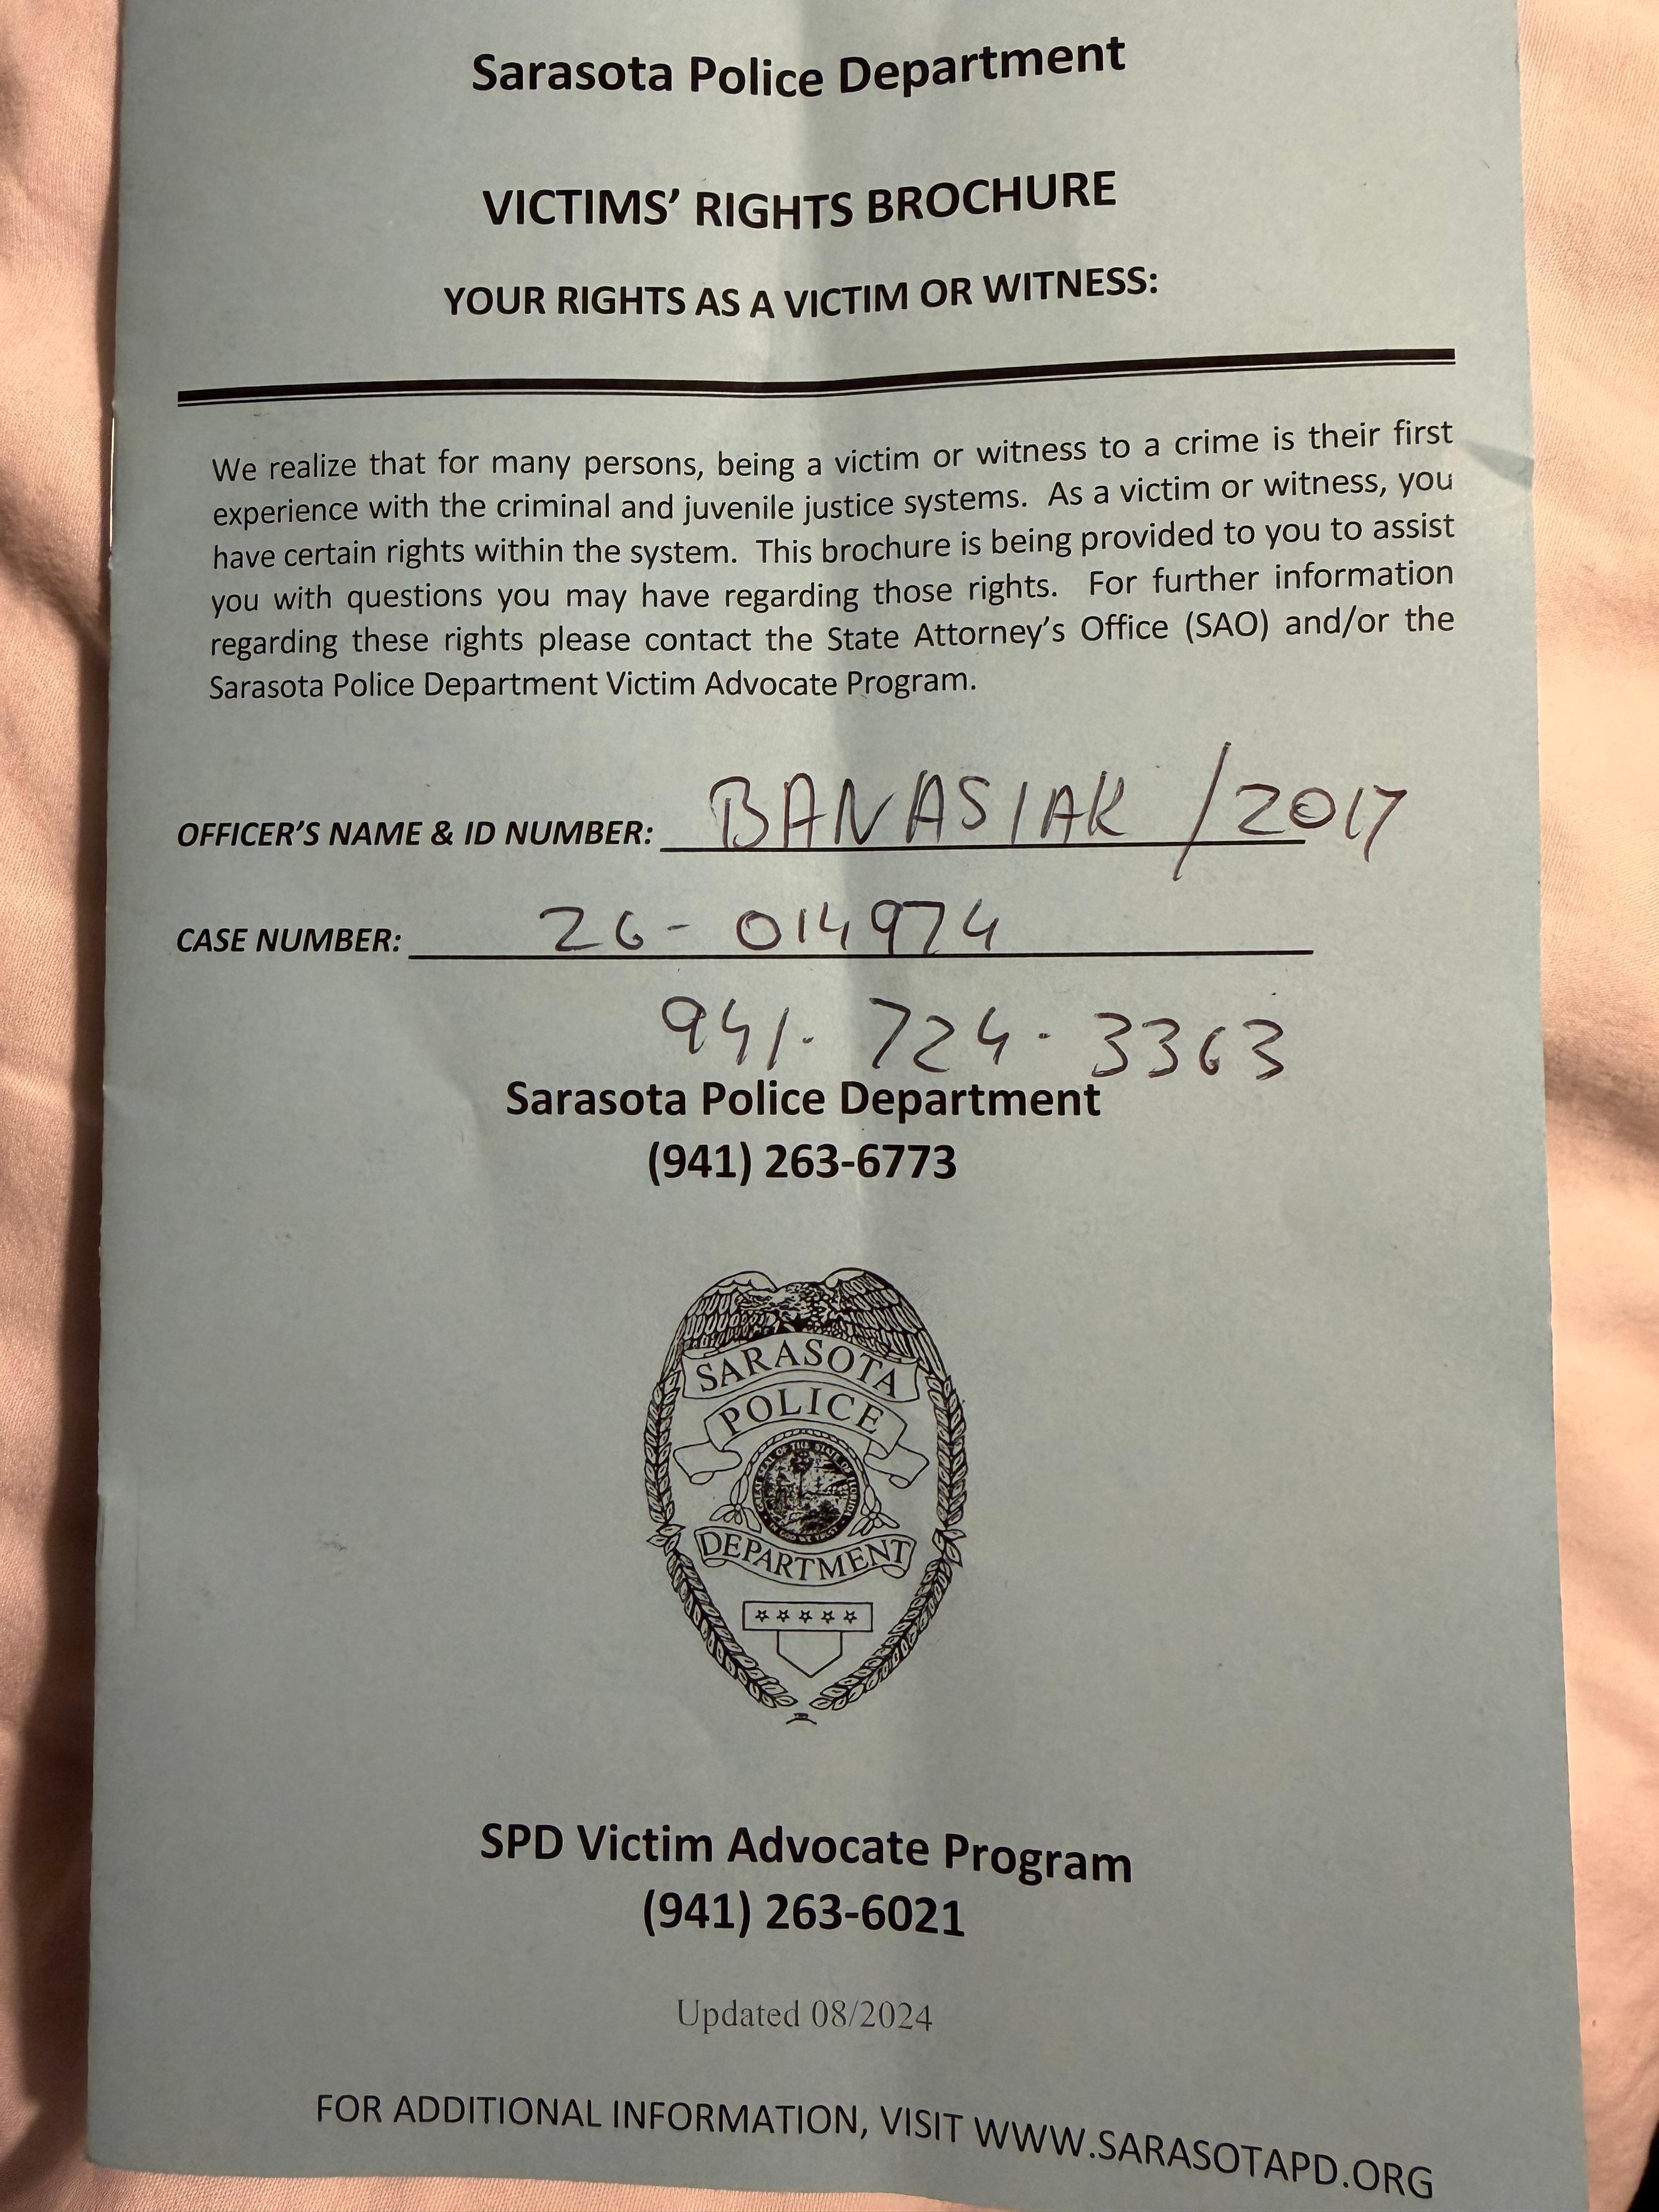 Sarasota Police Department
VICTIMS' RIGHTS BROCHURE
YOUR RIGHTS AS A VICTIM OR WITNESS:
We realize that for many persons, being a victim or witness to a crime is their first
experience with the criminal and juvenile justice systems. As a victim or witness, you
have certain rights within the system. This brochure is being provided to you to assist
you with questions you may have regarding those rights. For further information
regarding these rights please contact the State Attorney's Office (SAO) and/or the
Sarasota Police Department Victim Advocate Program.
OFFICER'S NAME & ID NUMBER: BANASIAK / 2017
CASE NUMBER: 26-014974
941. 724. 3363
Sarasota Police Department
(941) 263-6773
SARASOTA
POLICE
DEPARTMENT
SPD Victim Advocate Program
(941) 263-6021
Updated 08/2024
FOR ADDITIONAL INFORMATION, VISIT WWW.SARASOTAPD.ORG